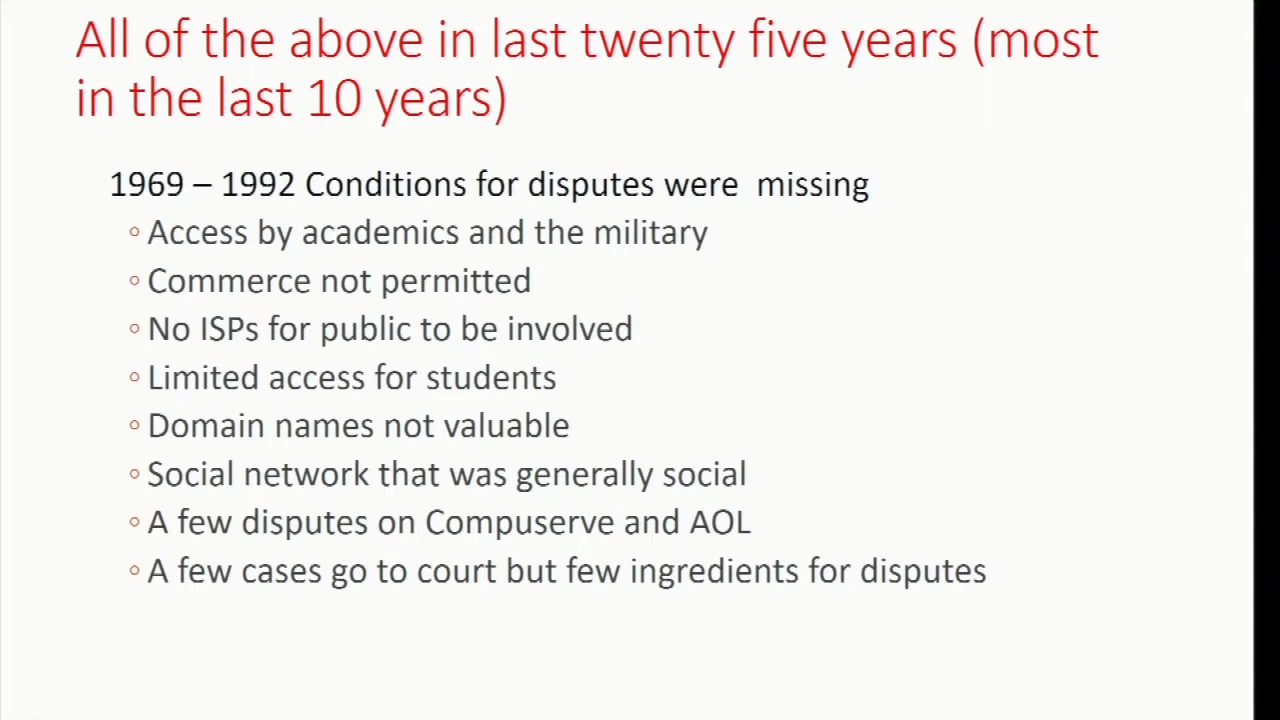 All of the above in last twenty five years (most
in the last 10 years)
1969 – 1992 Conditions for disputes were missing
◦ Access by academics and the military
◦ Commerce not permitted
◦ No ISPs for public to be involved
◦ Limited access for students
◦ Domain names not valuable
◦ Social network that was generally social
◦ A few disputes on Compuserve and AOL
◦ A few cases go to court but few ingredients for disputes